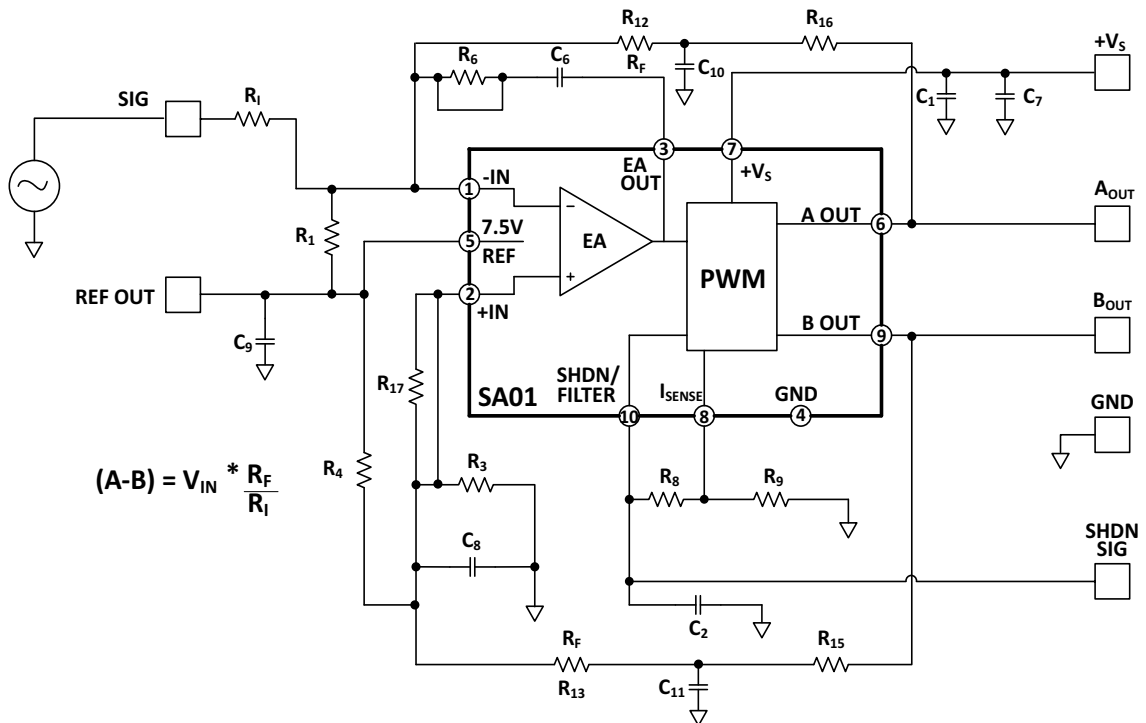 R12
R16
+VS
R6
C6
RF
C10
SIG
RI
C1
C7
3
7
EA
OUT
+VS
1
-IN
AOUT
5
7.5V
REF
EA
A OUT
6
R1
PWM
REF OUT
2
+IN
BOUT
B OUT
9
C9
R17
SHDN/
FILTER
ISENSE
GND
SA01
10
8
4
GND
(A-B) = VIN * RF
RI
R4
R3
R8
R9
C8
SHDN
SIG
C2
RF
R15
R13
C11